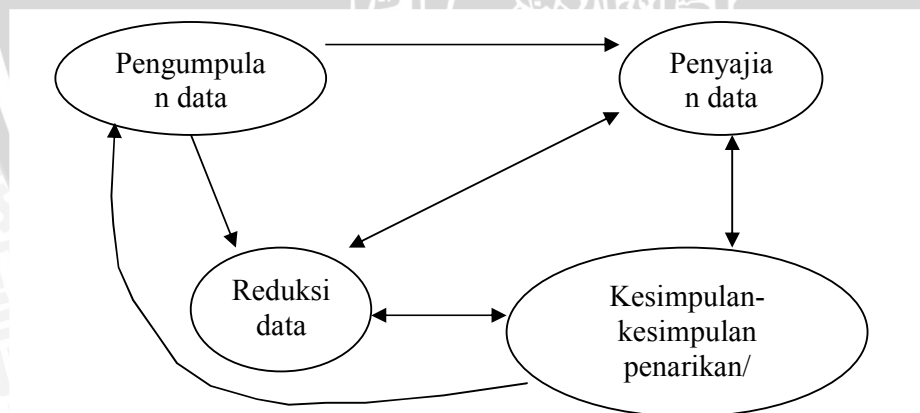 Pengumpula
n data
Penyajia
n data
Reduksi
data
Kesimpulan-
kesimpulan
penarikan/